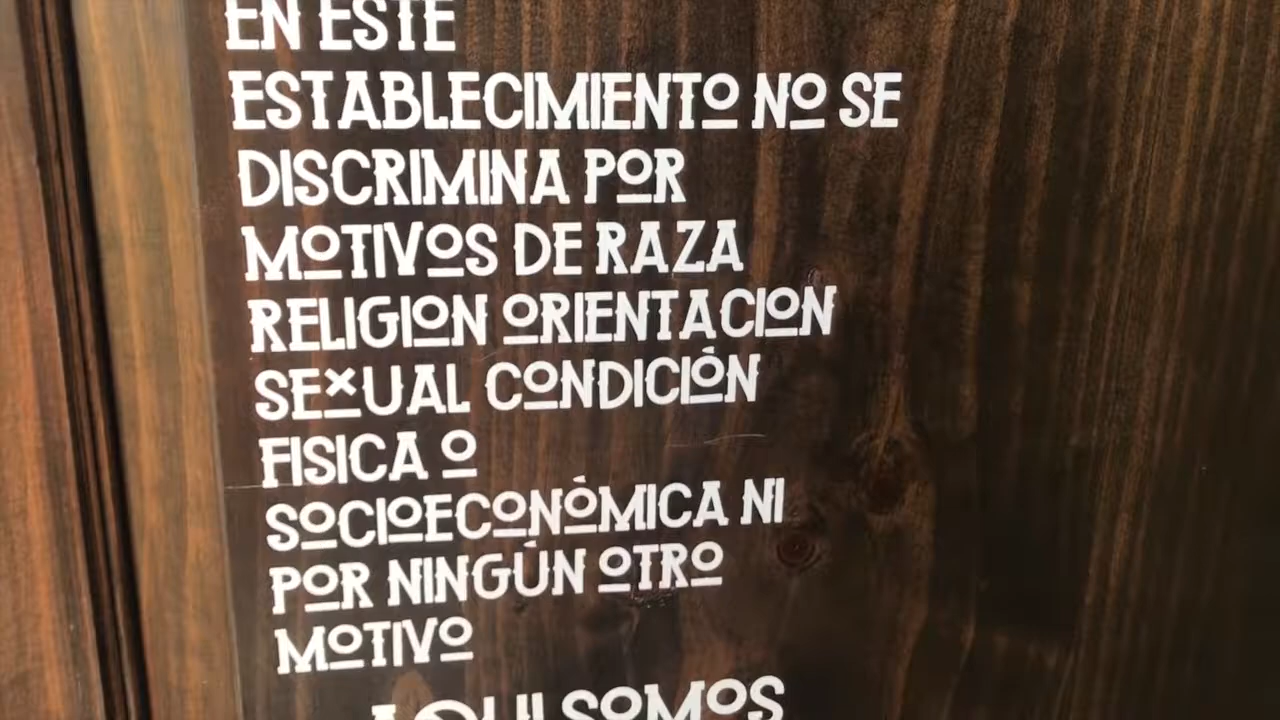 EN ESTE
ESTABLECIMIENTO NO SE
DISCRIMINA POR
MOTIVOS DE RAZA
RELIGION ORIENTACION
SEXUAL CONDICIÓN
FISICA O
SOCIOECONÓMICA NI
POR NINGÚN OTRO
MOTIVO
AQUI SOMOS